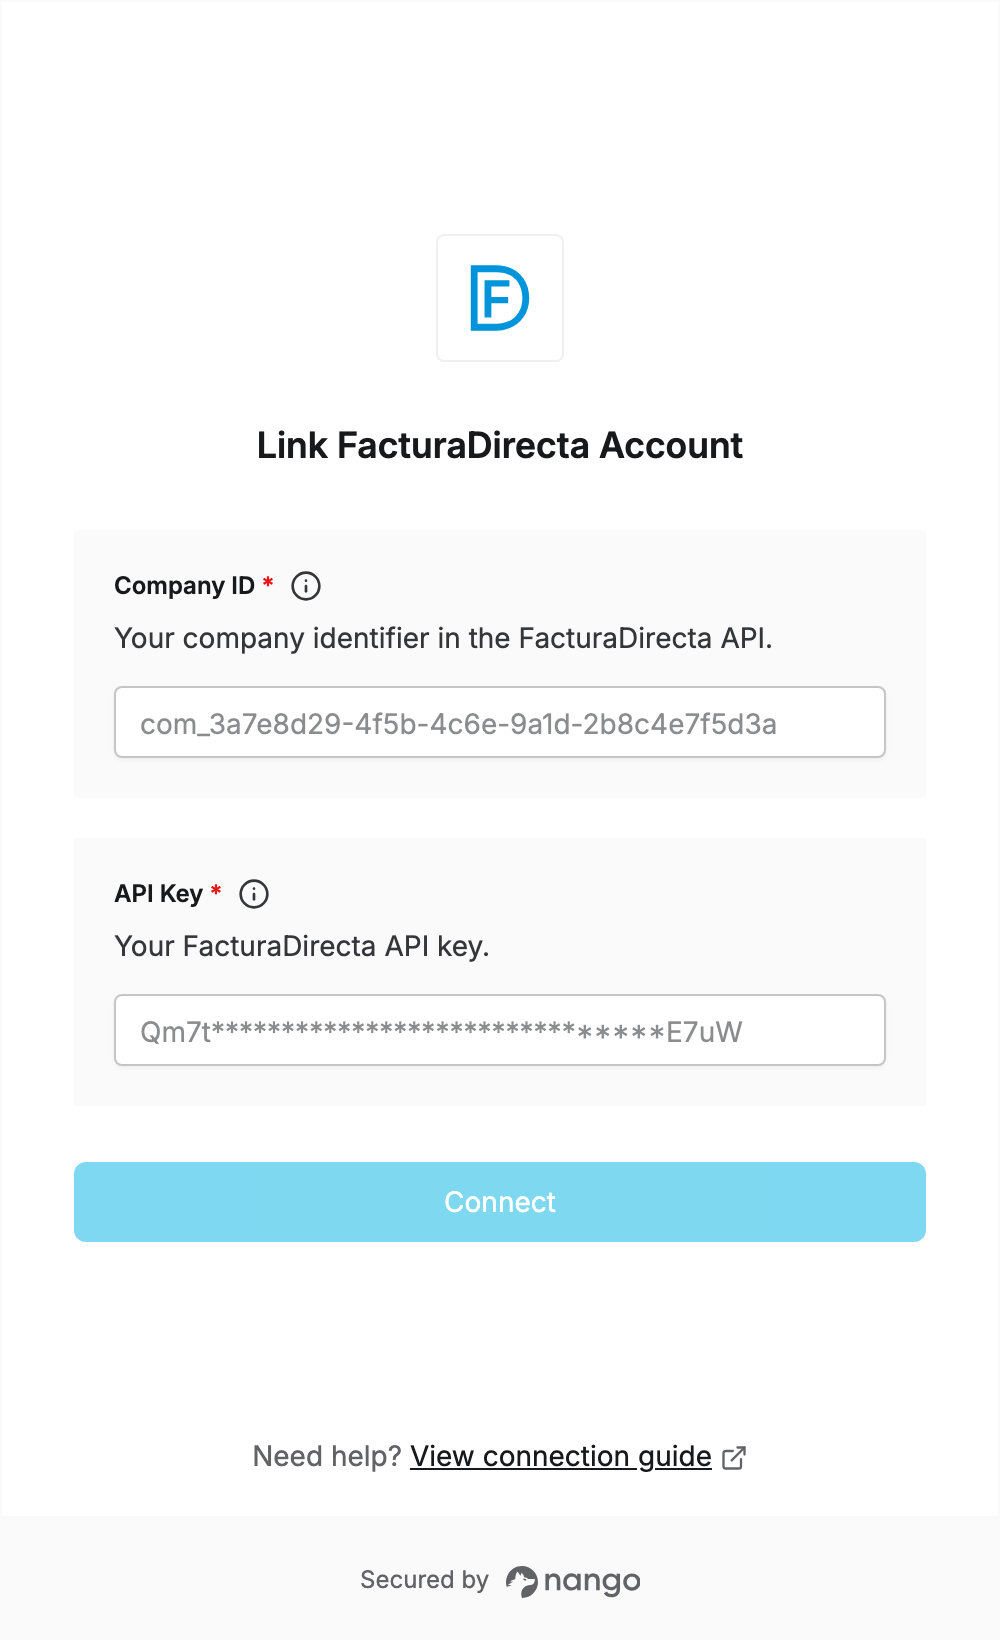 Link FacturaDirecta Account
Company ID *
Your company identifier in the FacturaDirecta API.
com_3a7e8d29-4f5b-4c6e-9a1d-2b8c4e7f5d3a
API Key *
Your FacturaDirecta API key.
Qm7t*******************************E7uW
Connect
Need help? View connection guide
Secured by nango